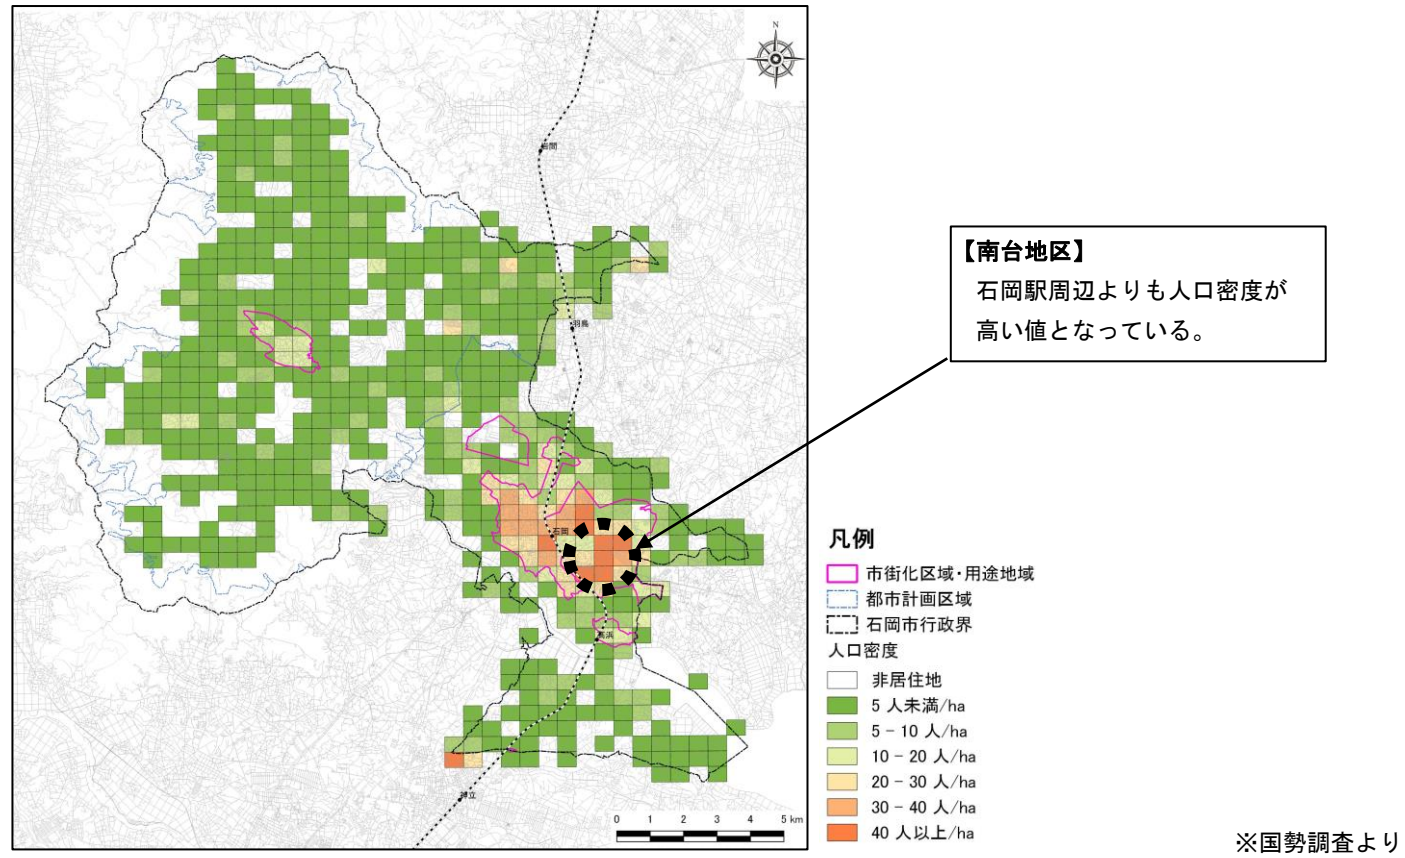 N
岩間
羽鳥
石岡
高浜
神立
0 1 2 3 4 5 km
【南台地区】
石岡駅周辺よりも人口密度が
高い値となっている。
凡例
市街化区域・用途地域
都市計画区域
石岡市行政界
人口密度
非居住地
5 人未満/ha
5 - 10 人/ha
10 - 20 人/ha
20 - 30 人/ha
30 - 40 人/ha
40 人以上/ha
※国勢調査より